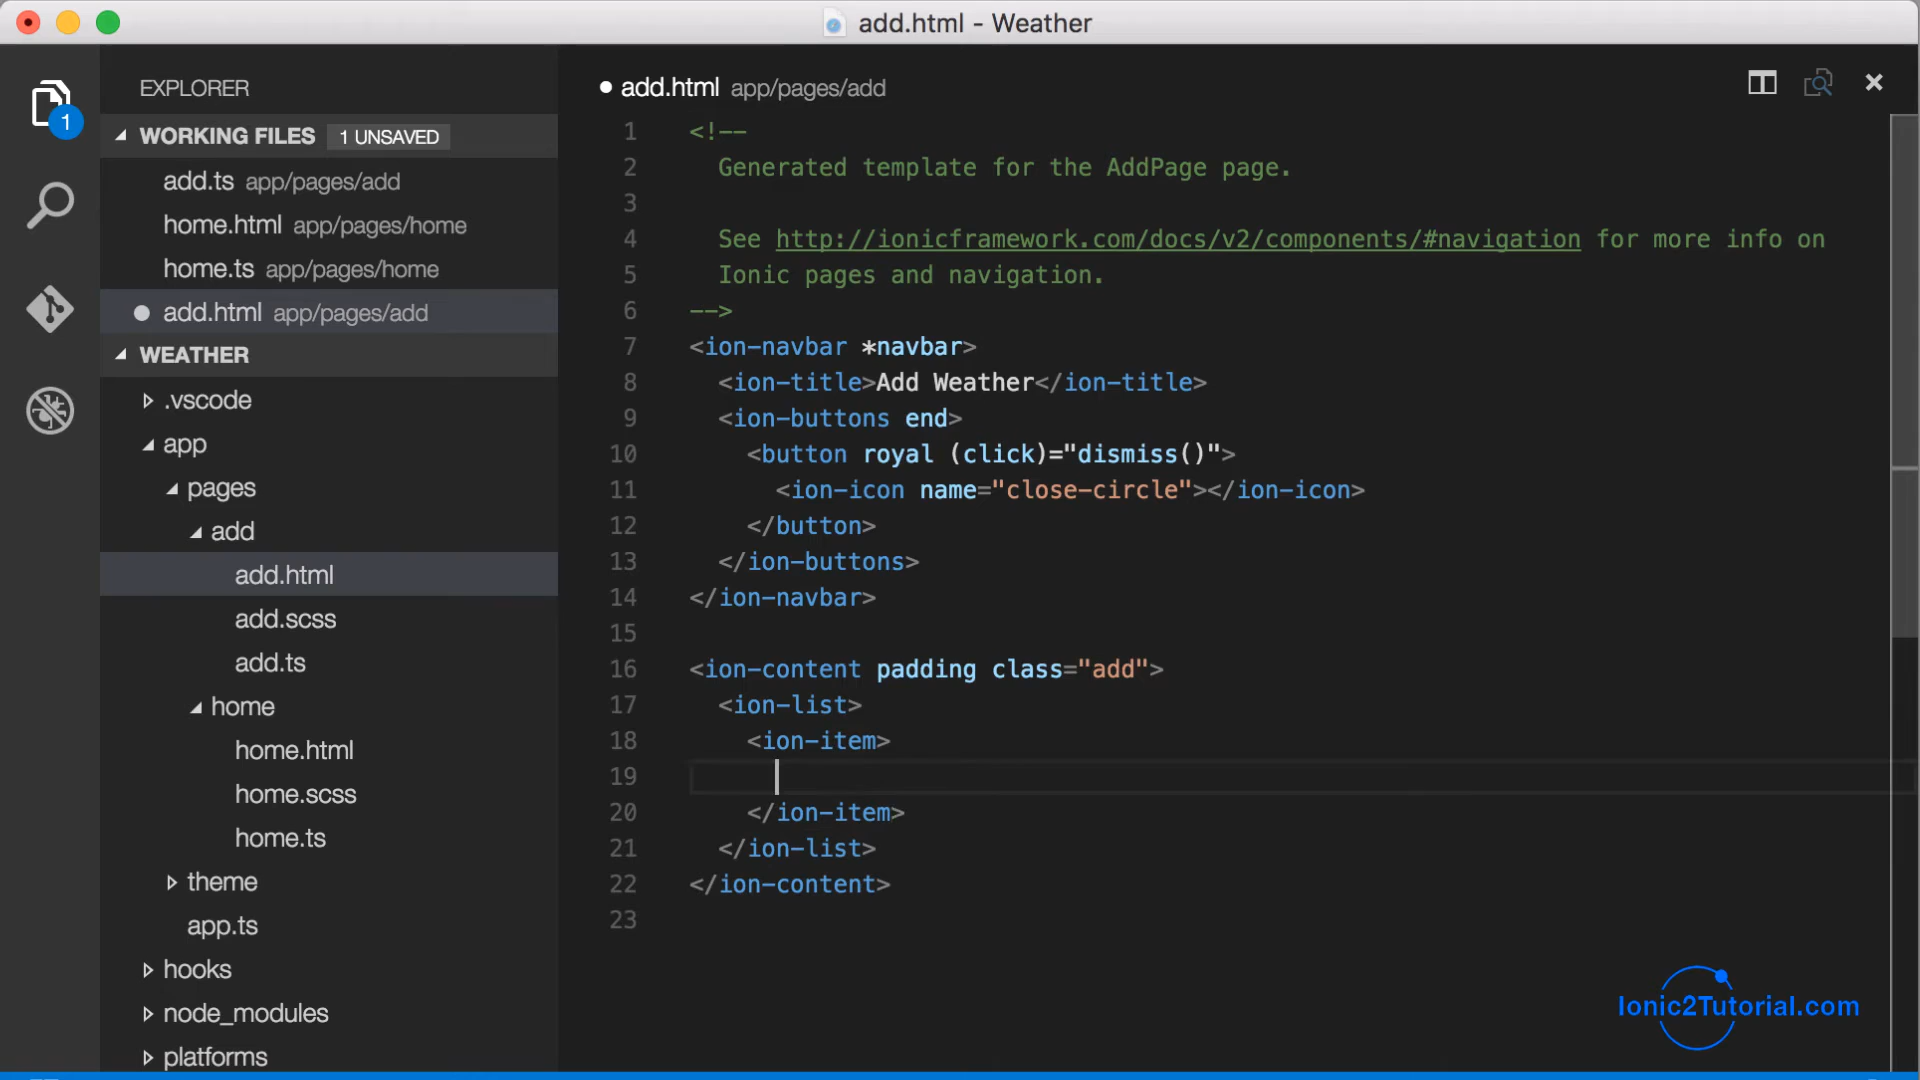 add.html - Weather
EXPLORER
WORKING FILES 1 UNSAVED
add.ts app/pages/add
home.html app/pages/home
home.ts app/pages/home
add.html app/pages/add
WEATHER
.vscode
app
pages
add
add.html
add.scss
add.ts
home
home.html
home.scss
home.ts
theme
app.ts
hooks
node_modules
platforms
1
add.html app/pages/add
1 <!--
2 Generated template for the AddPage page.
3
4 See http://ionicframework.com/docs/v2/components/#navigation for more info on
5 Ionic pages and navigation.
6 -->
7 <ion-navbar *navbar>
8 <ion-title>Add Weather</ion-title>
9 <ion-buttons end>
10 <button royal (click)="dismiss()">
11 <ion-icon name="close-circle"></ion-icon>
12 </button>
13 </ion-buttons>
14 </ion-navbar>
15
16 <ion-content padding class="add">
17 <ion-list>
18 <ion-item>
19
20 </ion-item>
21 </ion-list>
22 </ion-content>
23
Ionic2Tutorial.com